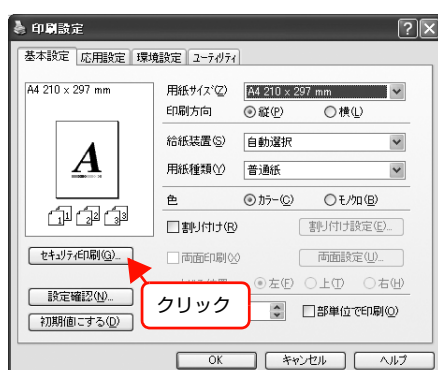 印刷設定
基本設定 応用設定 環境設定 ユーティリティ
A4 210 x 297 mm
用紙サイズ(Z) A4 210 x 297 mm
印刷方向 縦(P) 横(L)
給紙装置(S) 自動選択
用紙種類(Y) 普通紙
A
色 カラー(C) モノクロ(B)
1 1 2 2 3 3
割り付け(R) 割り付け設定(E)...
セキュリティ印刷(G)... 両面印刷(X) 両面設定(U)...
左(F) 上(T) 右(H)
設定確認(N)... クリック 部単位で印刷(O)
初期値にする(D)
OK キャンセル ヘルプ